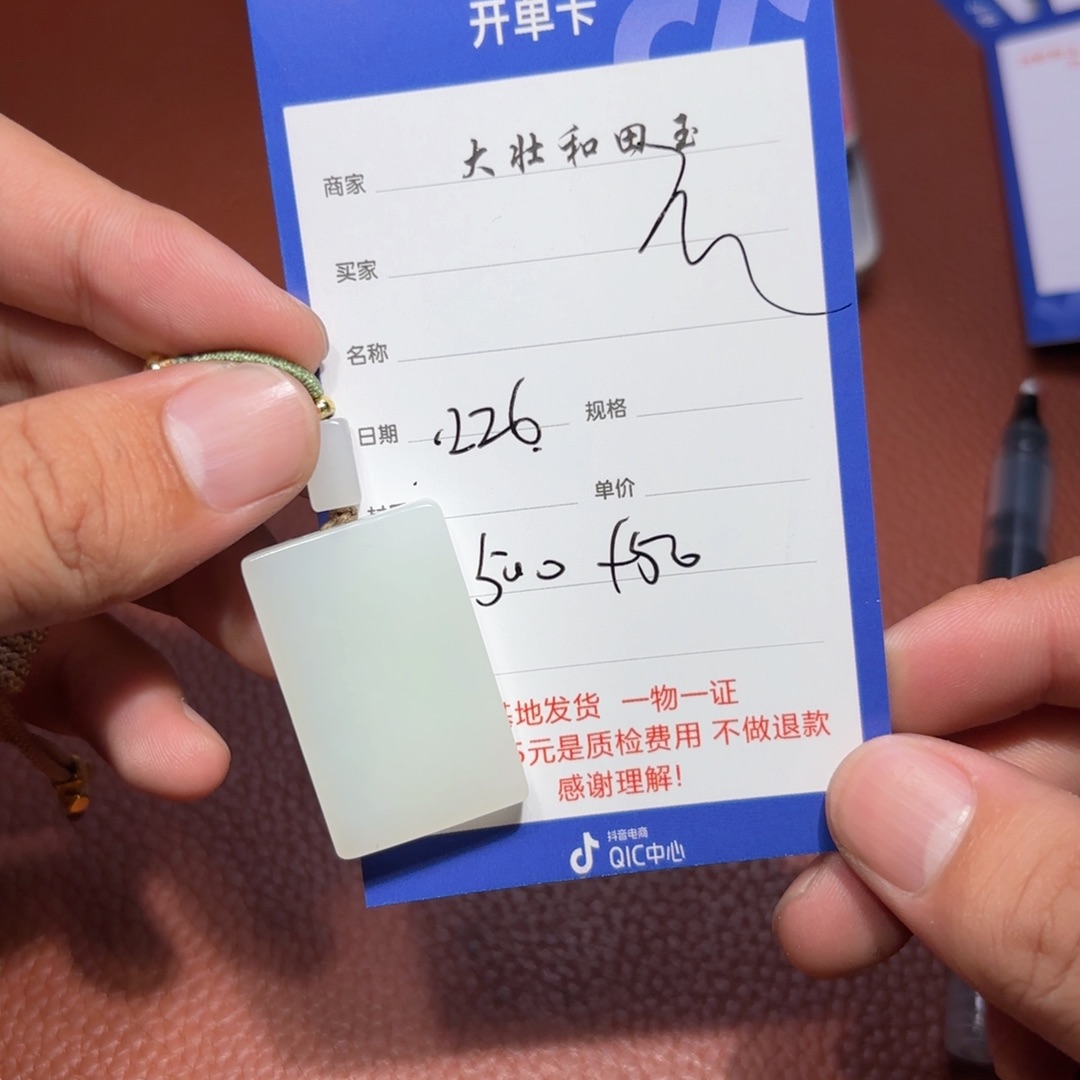 开单卡
商家 大壮和田玉
买家
名称
日期 .226. 规格
单价
500 +50
地发货 一物一证
5元是质检费用 不做退款
感谢理解!
抖音电商
QIC中心